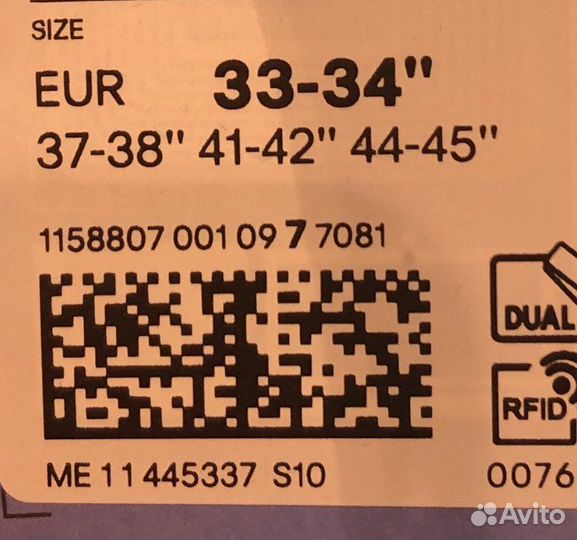 SIZE
EUR 33-34"
37-38" 41-42" 44-45"
1158807 001 09 7 7081
DUAL
RFID
ME 11 445337 S10
0076
Avito